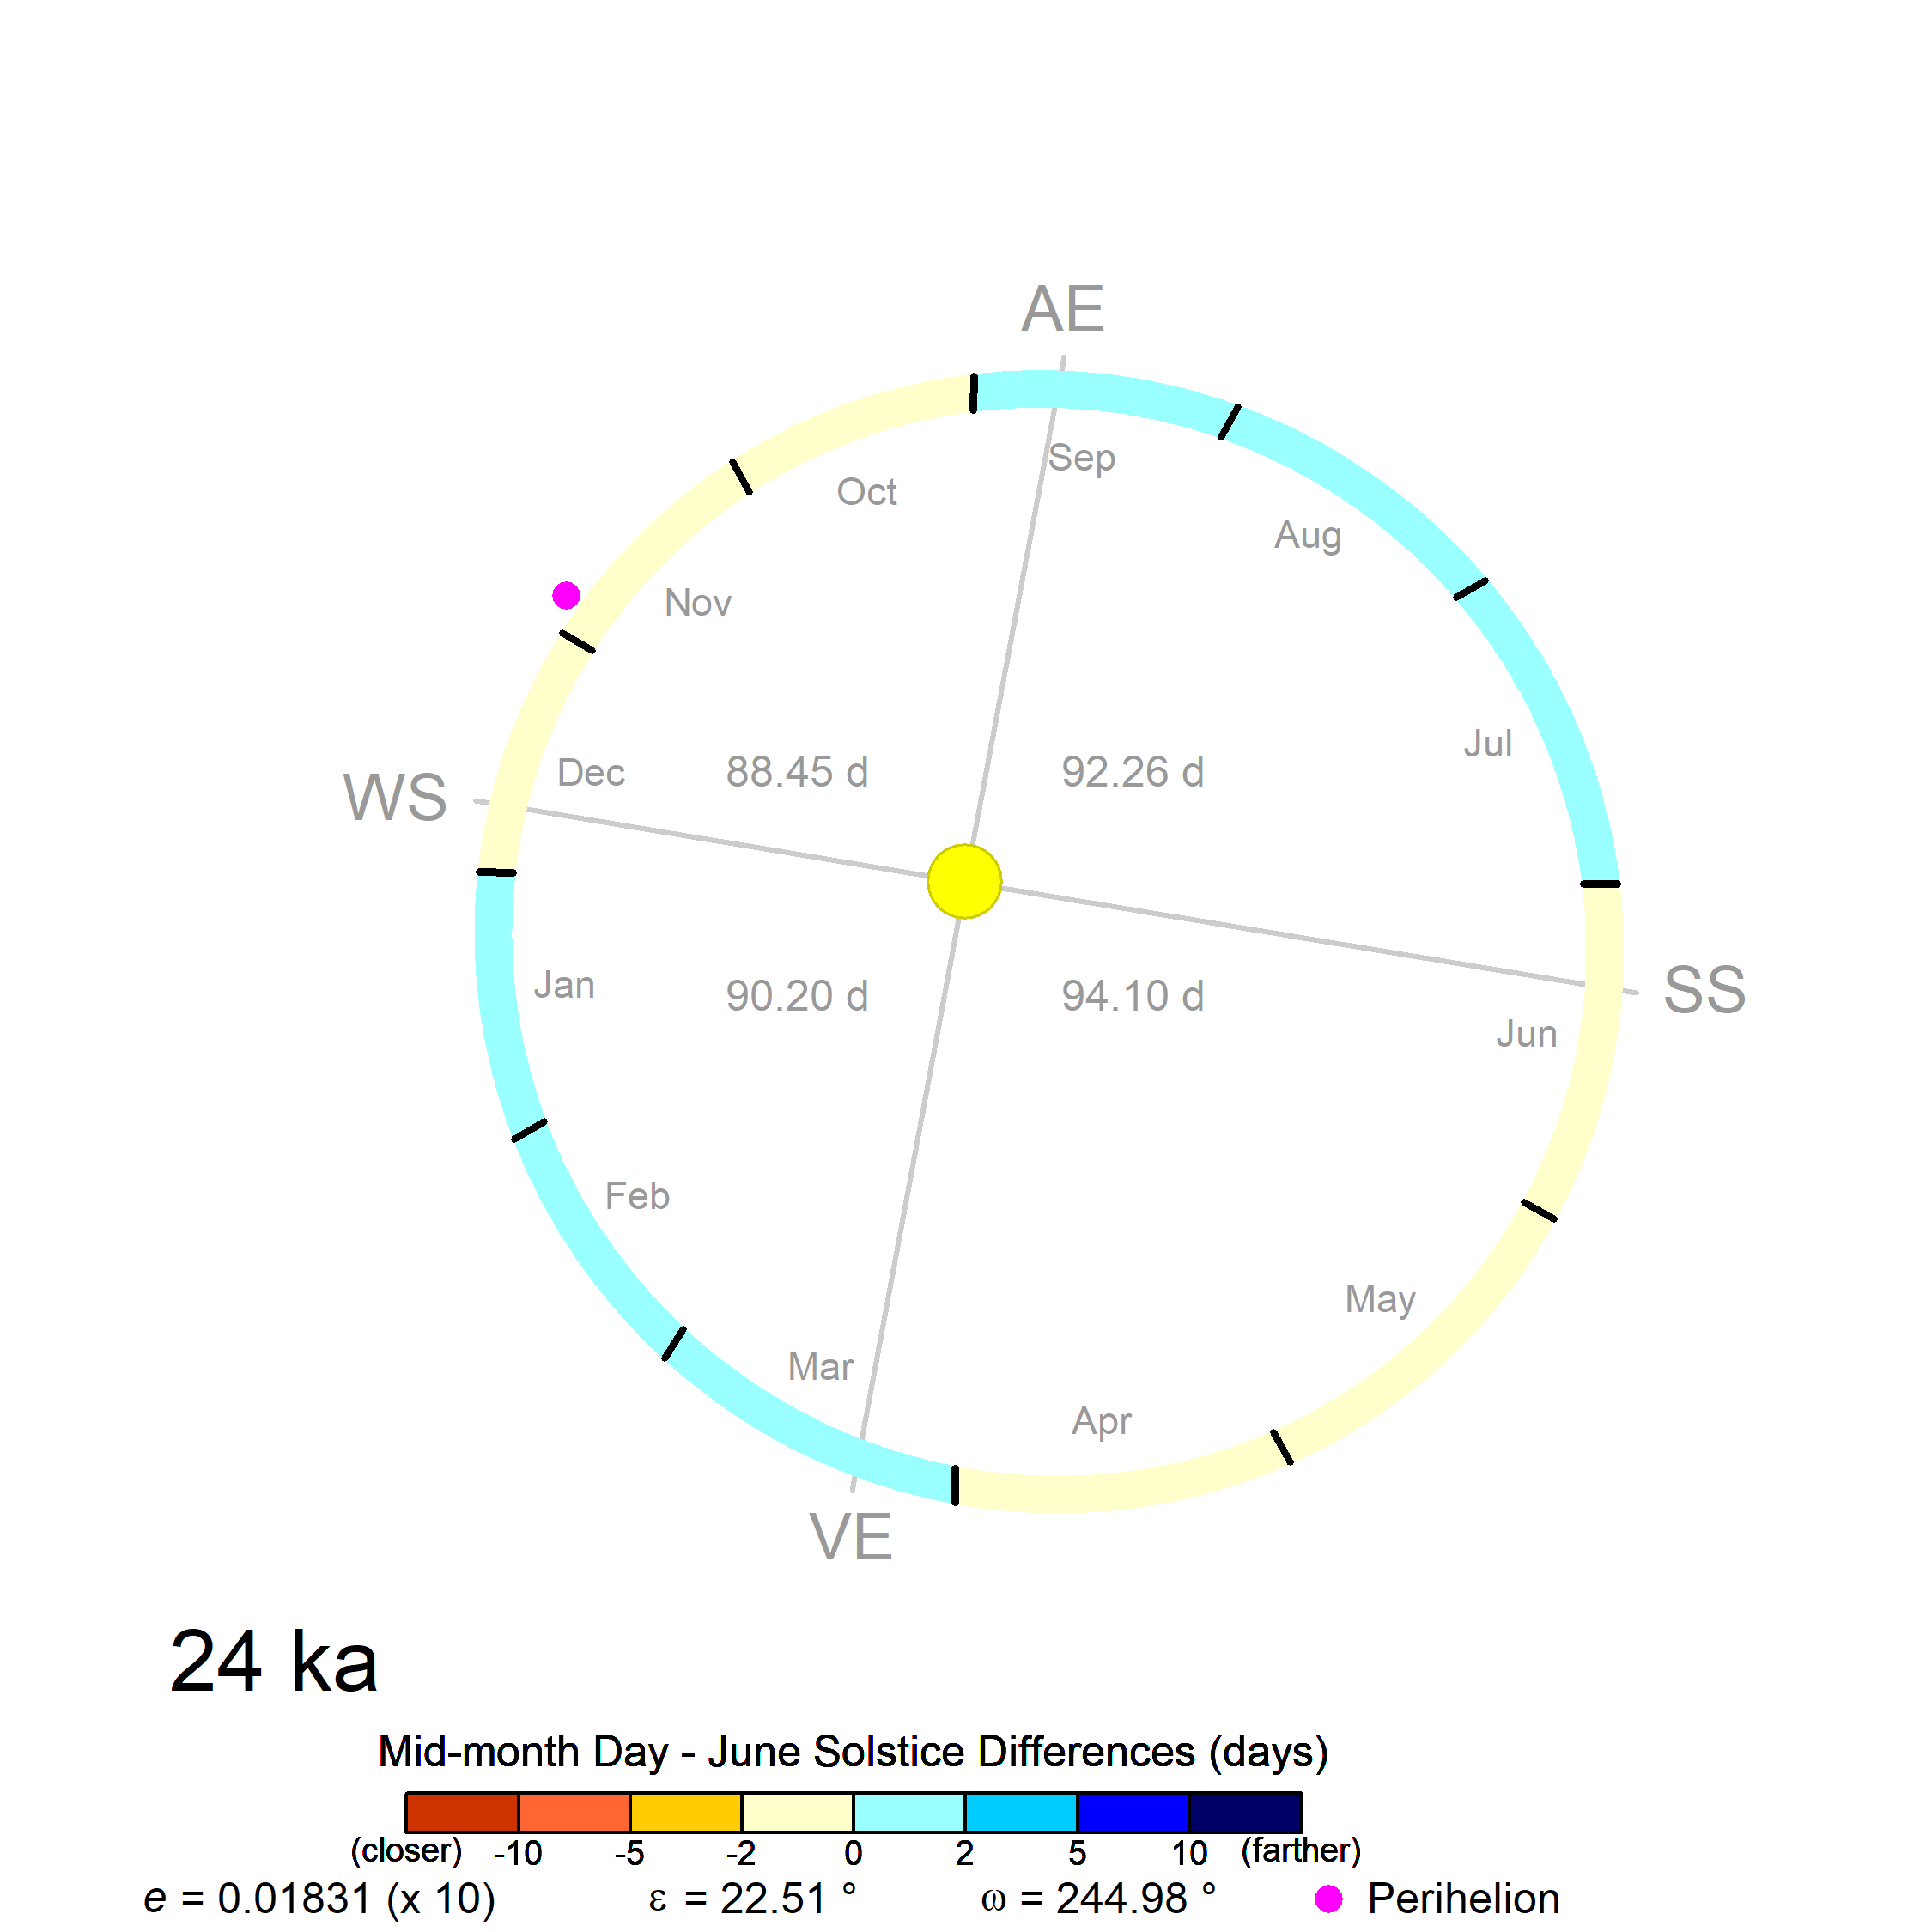 AE
Sep
Oct
Aug
Nov
Jul
WS
Dec
88.45 d
92.26 d
SS
Jan
90.20 d
94.10 d
Jun
Feb
May
Mar
Apr
VE
24 ka
Mid-month Day - June Solstice Differences (days)
(closer) -10 -5 -2 0 2 5 10 (farther)
e = 0.01831 (x 10) ε = 22.51 ° ω = 244.98 ° Perihelion